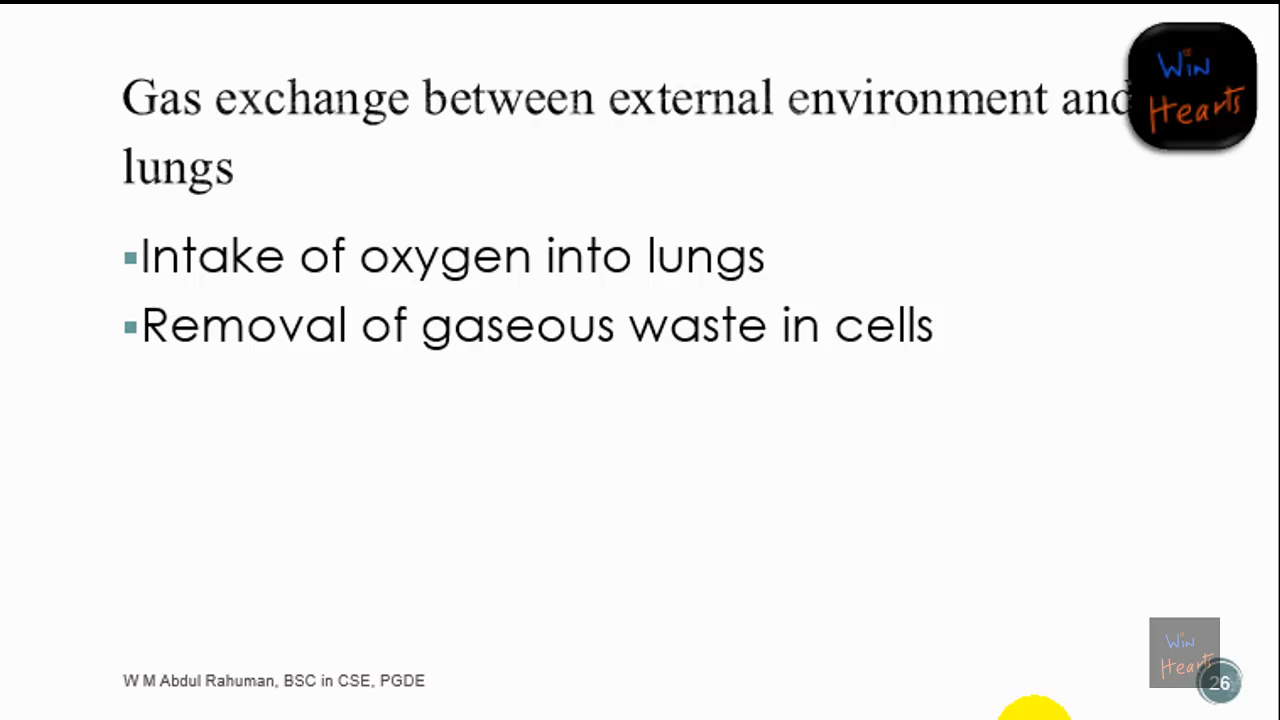 Gas exchange between external environment and
lungs
▪Intake of oxygen into lungs
▪Removal of gaseous waste in cells
W M Abdul Rahuman, BSC in CSE, PGDE
Win
Hearts
Win
Hearts
26